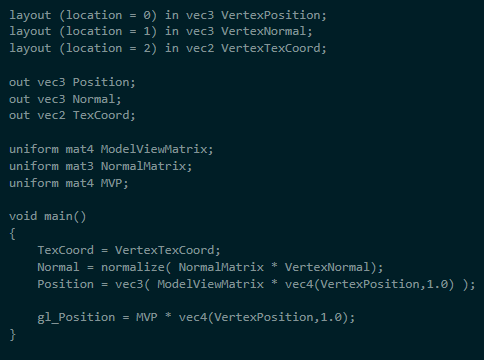 layout (location = 0) in vec3 VertexPosition;
layout (location = 1) in vec3 VertexNormal;
layout (location = 2) in vec2 VertexTexCoord;

out vec3 Position;
out vec3 Normal;
out vec2 TexCoord;

uniform mat4 ModelViewMatrix;
uniform mat3 NormalMatrix;
uniform mat4 MVP;

void main()
{
    TexCoord = VertexTexCoord;
    Normal = normalize( NormalMatrix * VertexNormal);
    Position = vec3( ModelViewMatrix * vec4(VertexPosition,1.0) );

    gl_Position = MVP * vec4(VertexPosition,1.0);
}